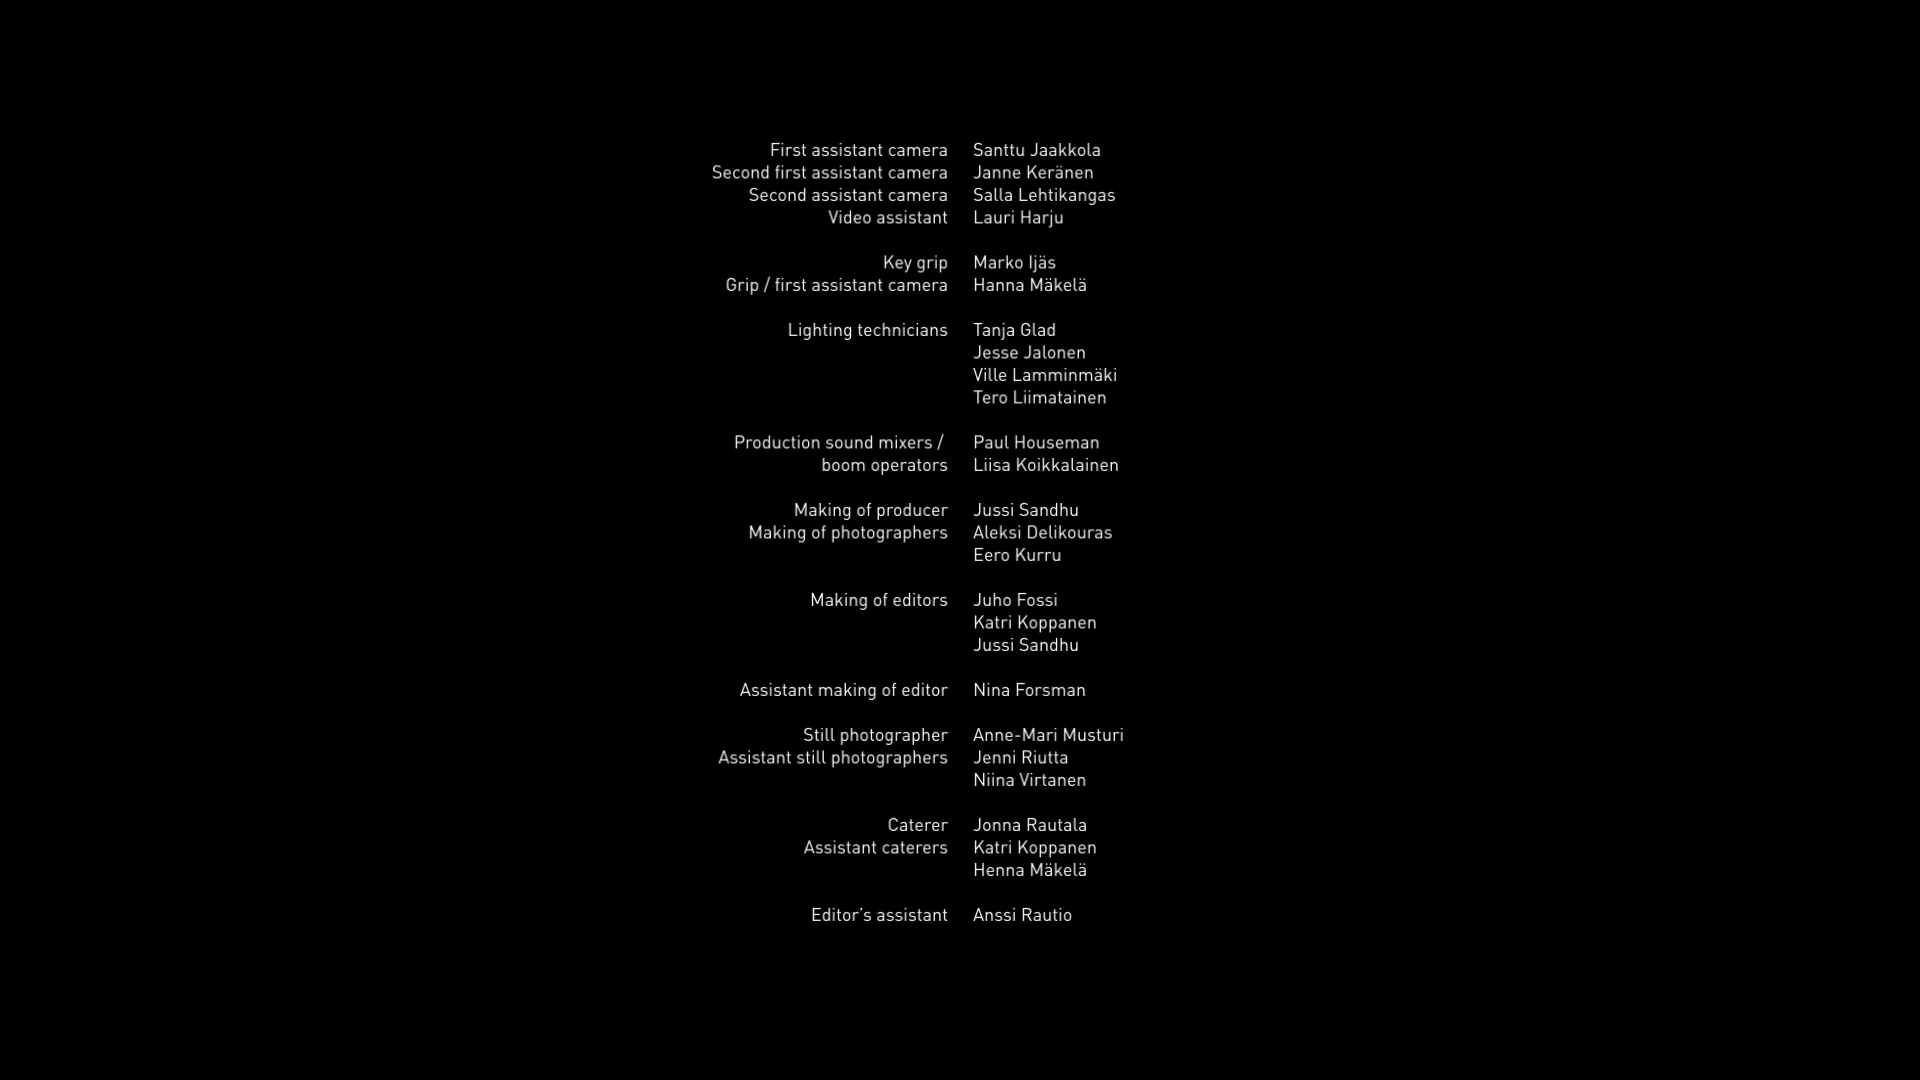 First assistant camera Santtu Jaakkola
Second first assistant camera Janne Keränen
Second assistant camera Salla Lehtikangas
Video assistant Lauri Harju
Key grip Marko Ijäs
Grip / first assistant camera Hanna Mäkelä
Lighting technicians Tanja Glad
Jesse Jalonen
Ville Lamminmäki
Tero Liimatainen
Production sound mixers / Paul Houseman
boom operators Liisa Koikkalainen
Making of producer Jussi Sandhu
Making of photographers Aleksi Delikouras
Eero Kurru
Making of editors Juho Fossi
Katri Koppanen
Jussi Sandhu
Assistant making of editor Nina Forsman
Still photographer Anne-Mari Musturi
Assistant still photographers Jenni Riutta
Niina Virtanen
Caterer Jonna Rautala
Assistant caterers Katri Koppanen
Henna Mäkelä
Editor’s assistant Anssi Rautio